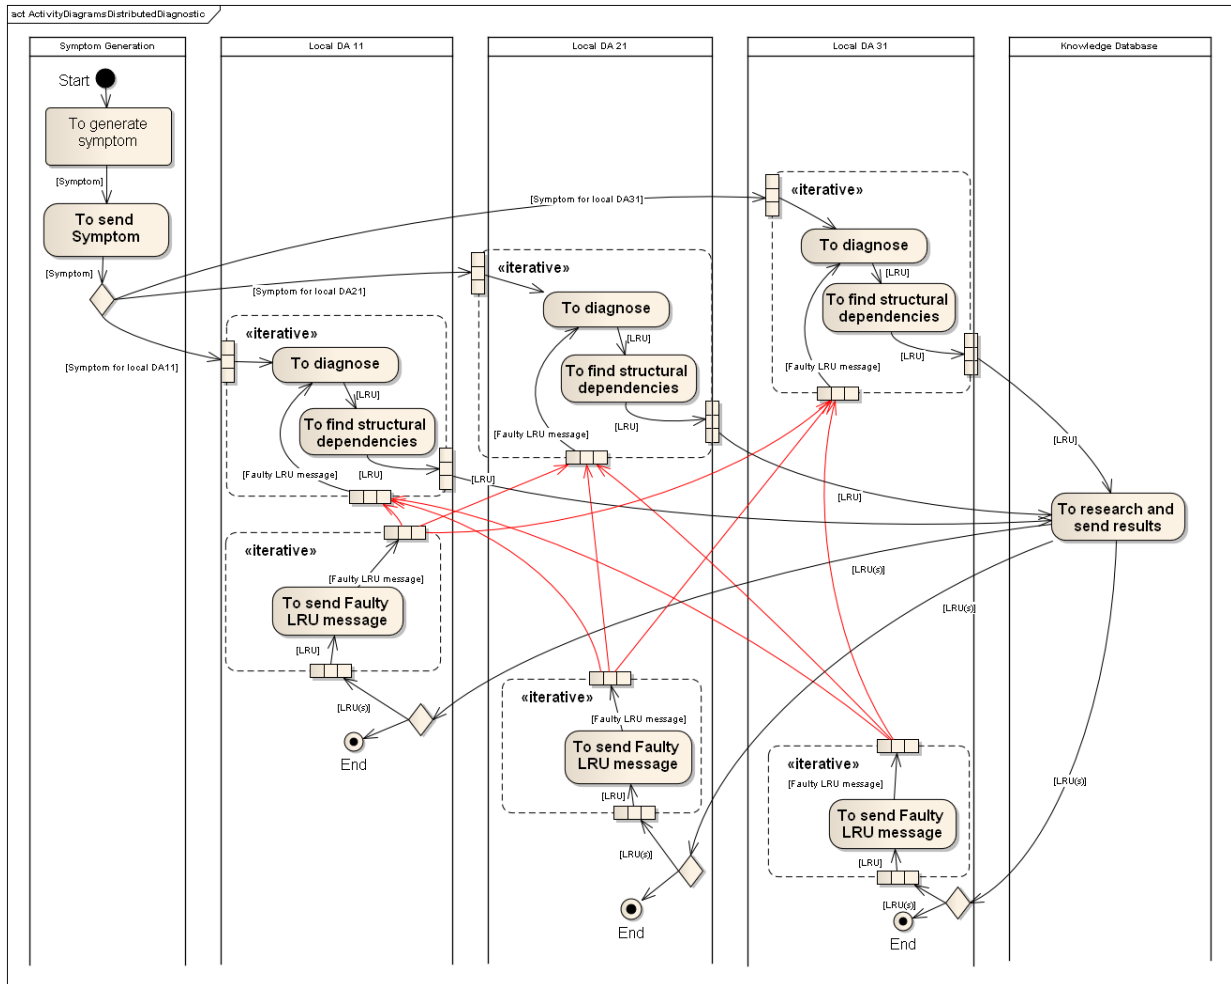 act ActivityDiagramsDistributedDiagnostic
Symptom Generation
Local DA 11
Local DA 21
Local DA 31
Knowledge Database
Start
To generate
symptom
[Symptom]
To send
Symptom
[Symptom]
[Symptom for local DA31]
[Symptom for local DA21]
[Symptom for local DA11]
«iterative»
To diagnose
[LRU]
To find structural
dependencies
[LRU]
[Faulty LRU message]
[LRU]
«iterative»
To diagnose
[LRU]
To find structural
dependencies
[LRU]
[Faulty LRU message]
[LRU]
«iterative»
To diagnose
[LRU]
To find structural
dependencies
[LRU]
[Faulty LRU message]
[LRU]
To research and
send results
[LRU(s)]
[LRU(s)]
[LRU(s)]
«iterative»
[Faulty LRU message]
To send Faulty
LRU message
[LRU]
[LRU(s)]
End
«iterative»
[Faulty LRU message]
To send Faulty
LRU message
[LRU]
[LRU(s)]
End
«iterative»
[Faulty LRU message]
To send Faulty
LRU message
[LRU]
[LRU(s)]
End